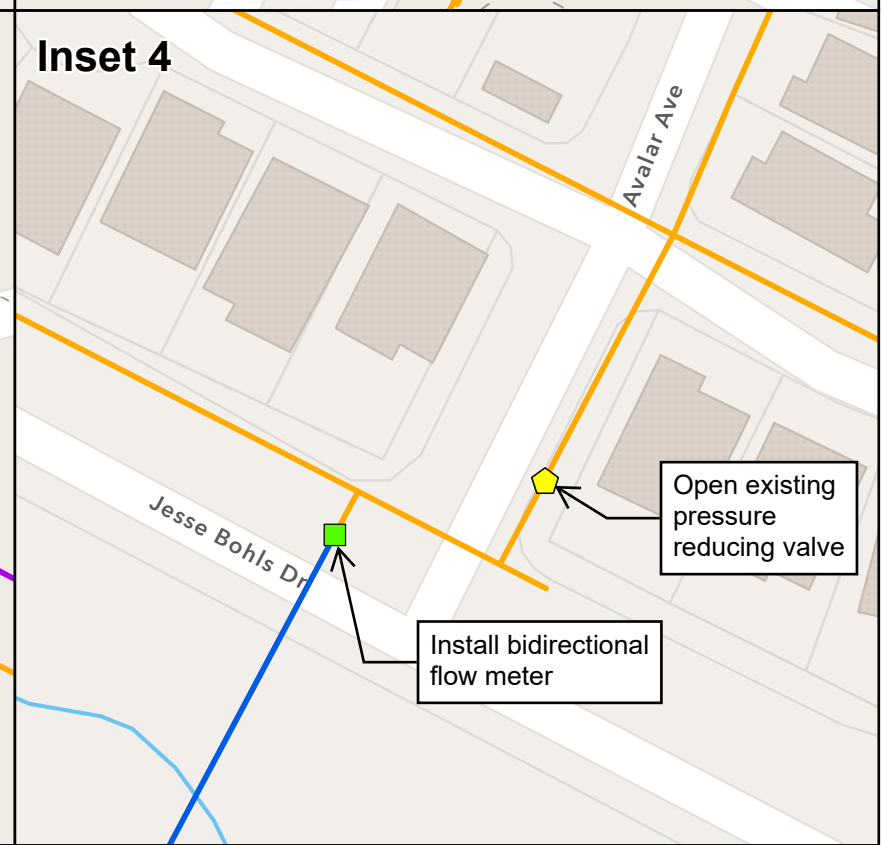 Inset 4
Avalar Ave
Open existing
pressure
reducing valve
Jesse Bohls Dr
Install bidirectional
flow meter